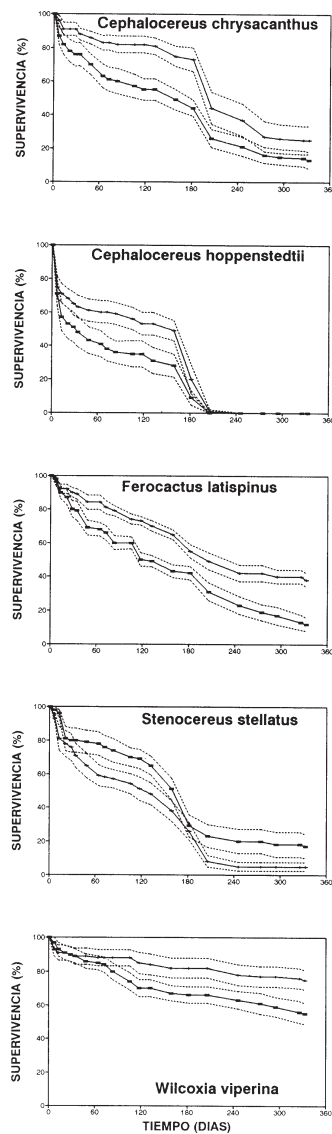 Cephalocereus chrysacanthus
SUPERVIVENCIA (%)
100
80
60
40
20
0
0 60 120 180 240 300 360
Cephalocereus hoppenstedtii
SUPERVIVENCIA (%)
100
80
60
40
20
0
0 60 120 180 240 300 360
Ferocactus latispinus
SUPERVIVENCIA (%)
100
80
60
40
20
0
0 60 120 180 240 300 360
Stenocereus stellatus
SUPERVIVENCIA (%)
100
80
60
40
20
0
0 60 120 180 240 300 360
Wilcoxia viperina
SUPERVIVENCIA (%)
100
80
60
40
20
0
0 60 120 180 240 300 360
TIEMPO (DIAS)